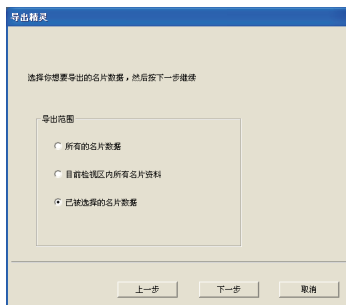 导出精灵
选择你想要导出的名片数据，然后按下一步继续
导出范围
所有的名片数据
目前检视区内所有名片资料
已被选择的名片数据
上一步 下一步 取消